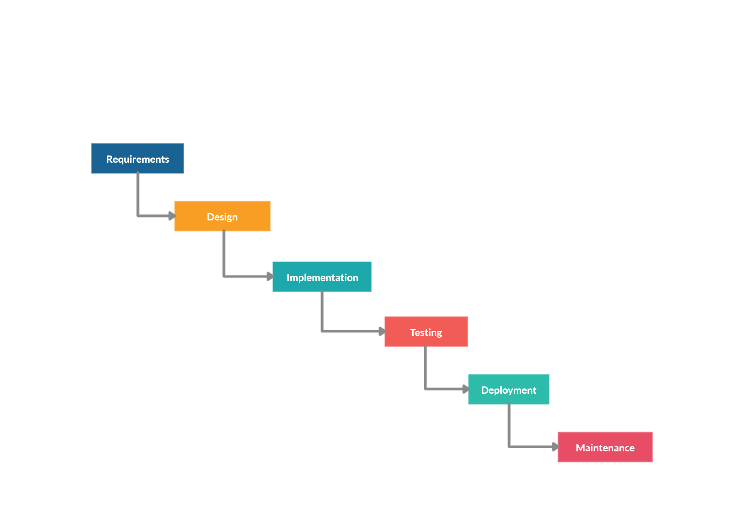 Requirements
Design
Implementation
Testing
Deployment
Maintenance